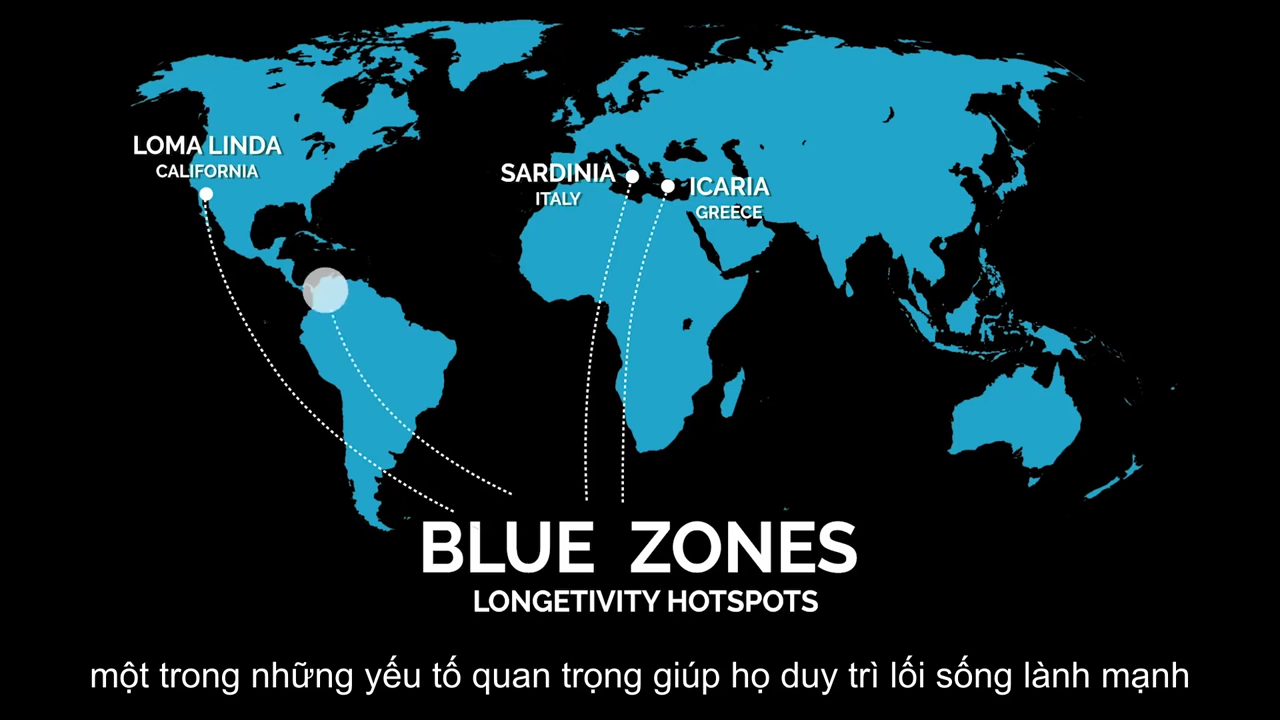 LOMA LINDA
CALIFORNIA
SARDINIA
ITALY
ICARIA
GREECE
BLUE ZONES
LONGETIVITY HOTSPOTS
một trong những yếu tố quan trọng giúp họ duy trì lối sống lành mạnh